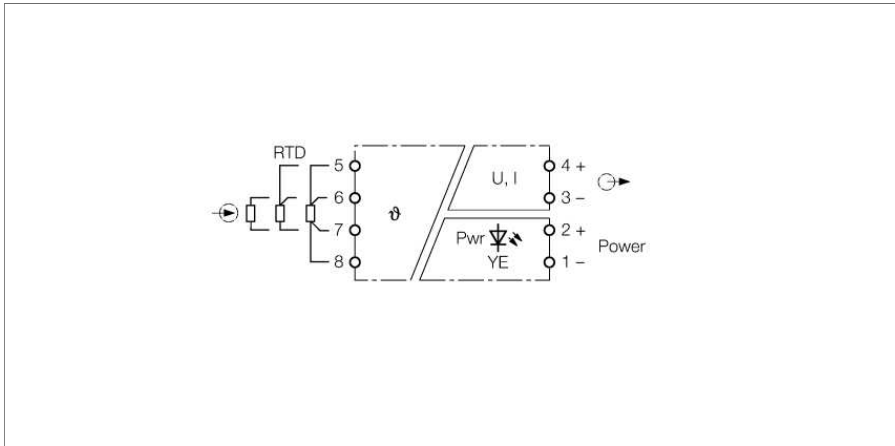 RTD
5
6
7
8
ϑ
U, I
4 +
3 –
Pwr
YE
2 +
1 –
Power